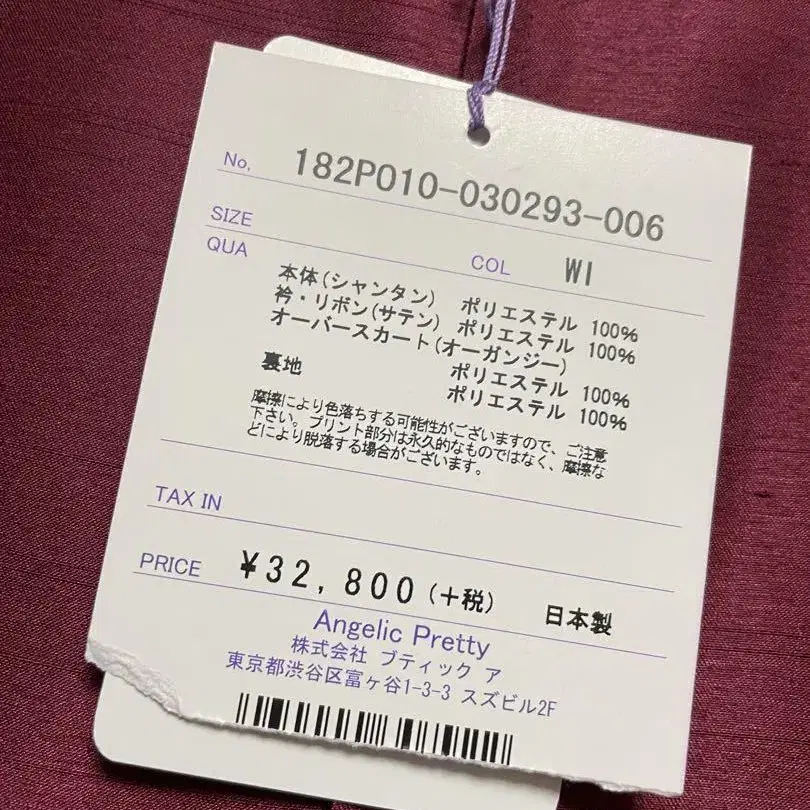 No. 182P010-030293-006
SIZE
QUA COL WI
本体(シャンタン) ポリエステル 100%
衿・リボン(サテン) ポリエステル 100%
オーバースカート(オーガンジー)
ポリエステル 100%
裏地 ポリエステル 100%
摩擦により色落ちする可能性がございますので、ご注意
下さい。プリント部分は永久的なものではなく、摩擦な
どにより脱落する場合がございます。
TAX IN
PRICE ¥32,800(+税) 日本製
Angelic Pretty
株式会社 ブティック ア
東京都渋谷区富ヶ谷1-3-3 スズビル2F